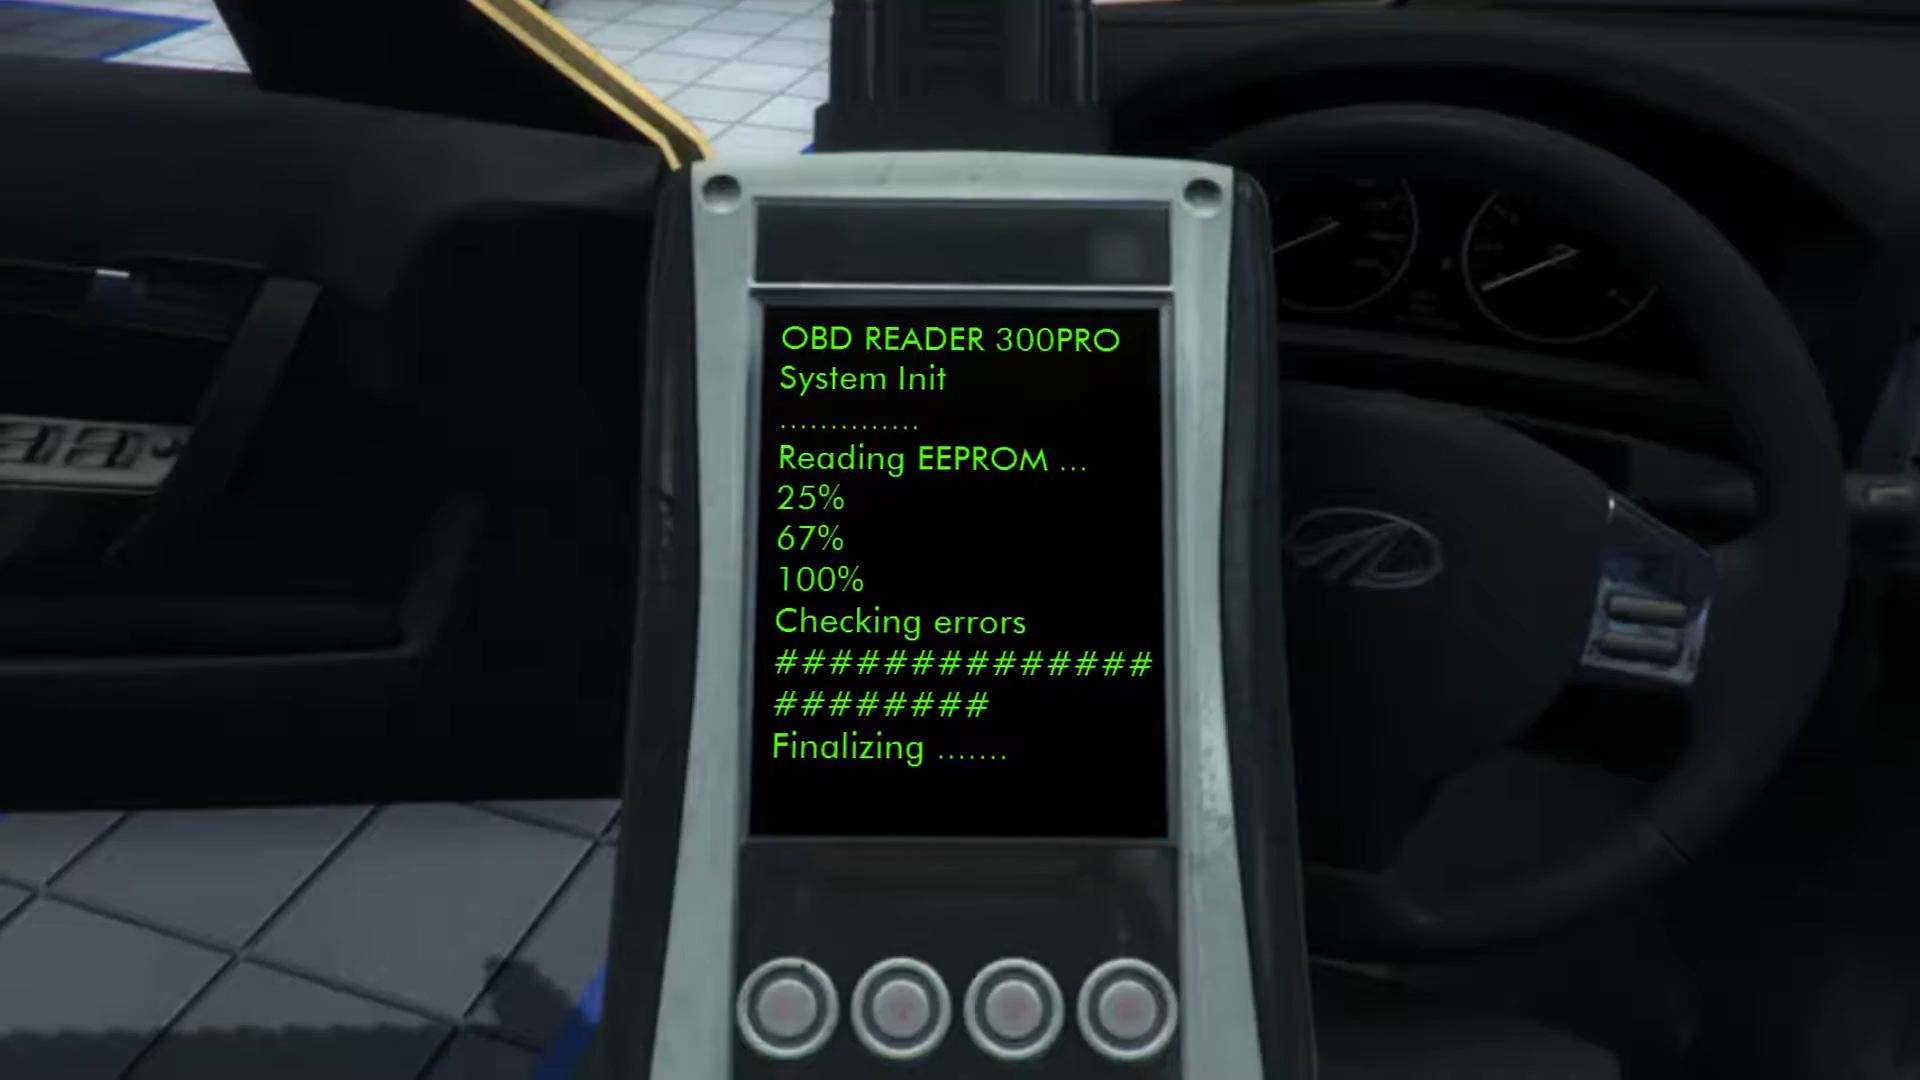 OBD READER 300PRO
System Init
..............
Reading EEPROM ...
25%
67%
100%
Checking errors
##############
########
Finalizing .......